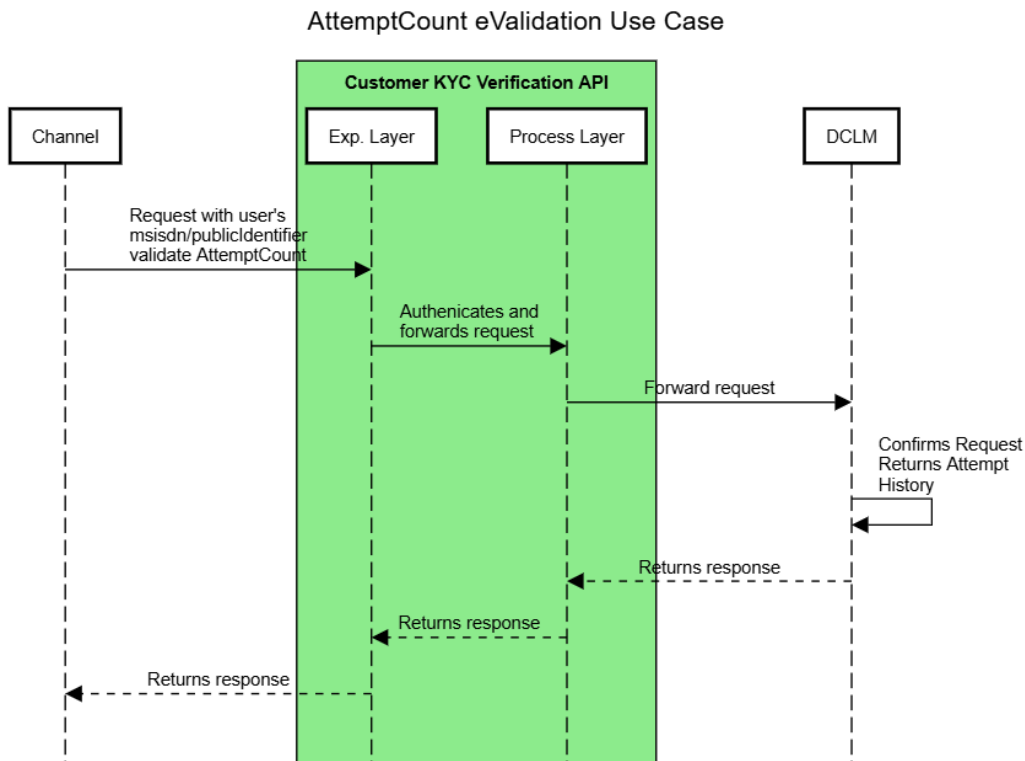 AttemptCount eValidation Use Case
Customer KYC Verification API
Channel
Exp. Layer
Process Layer
DCLM
Request with user's
msisdn/publicIdentifier
validate AttemptCount
Authenicates and
forwards request
Forward request
Confirms Request
Returns Attempt
History
Returns response
Returns response
Returns response